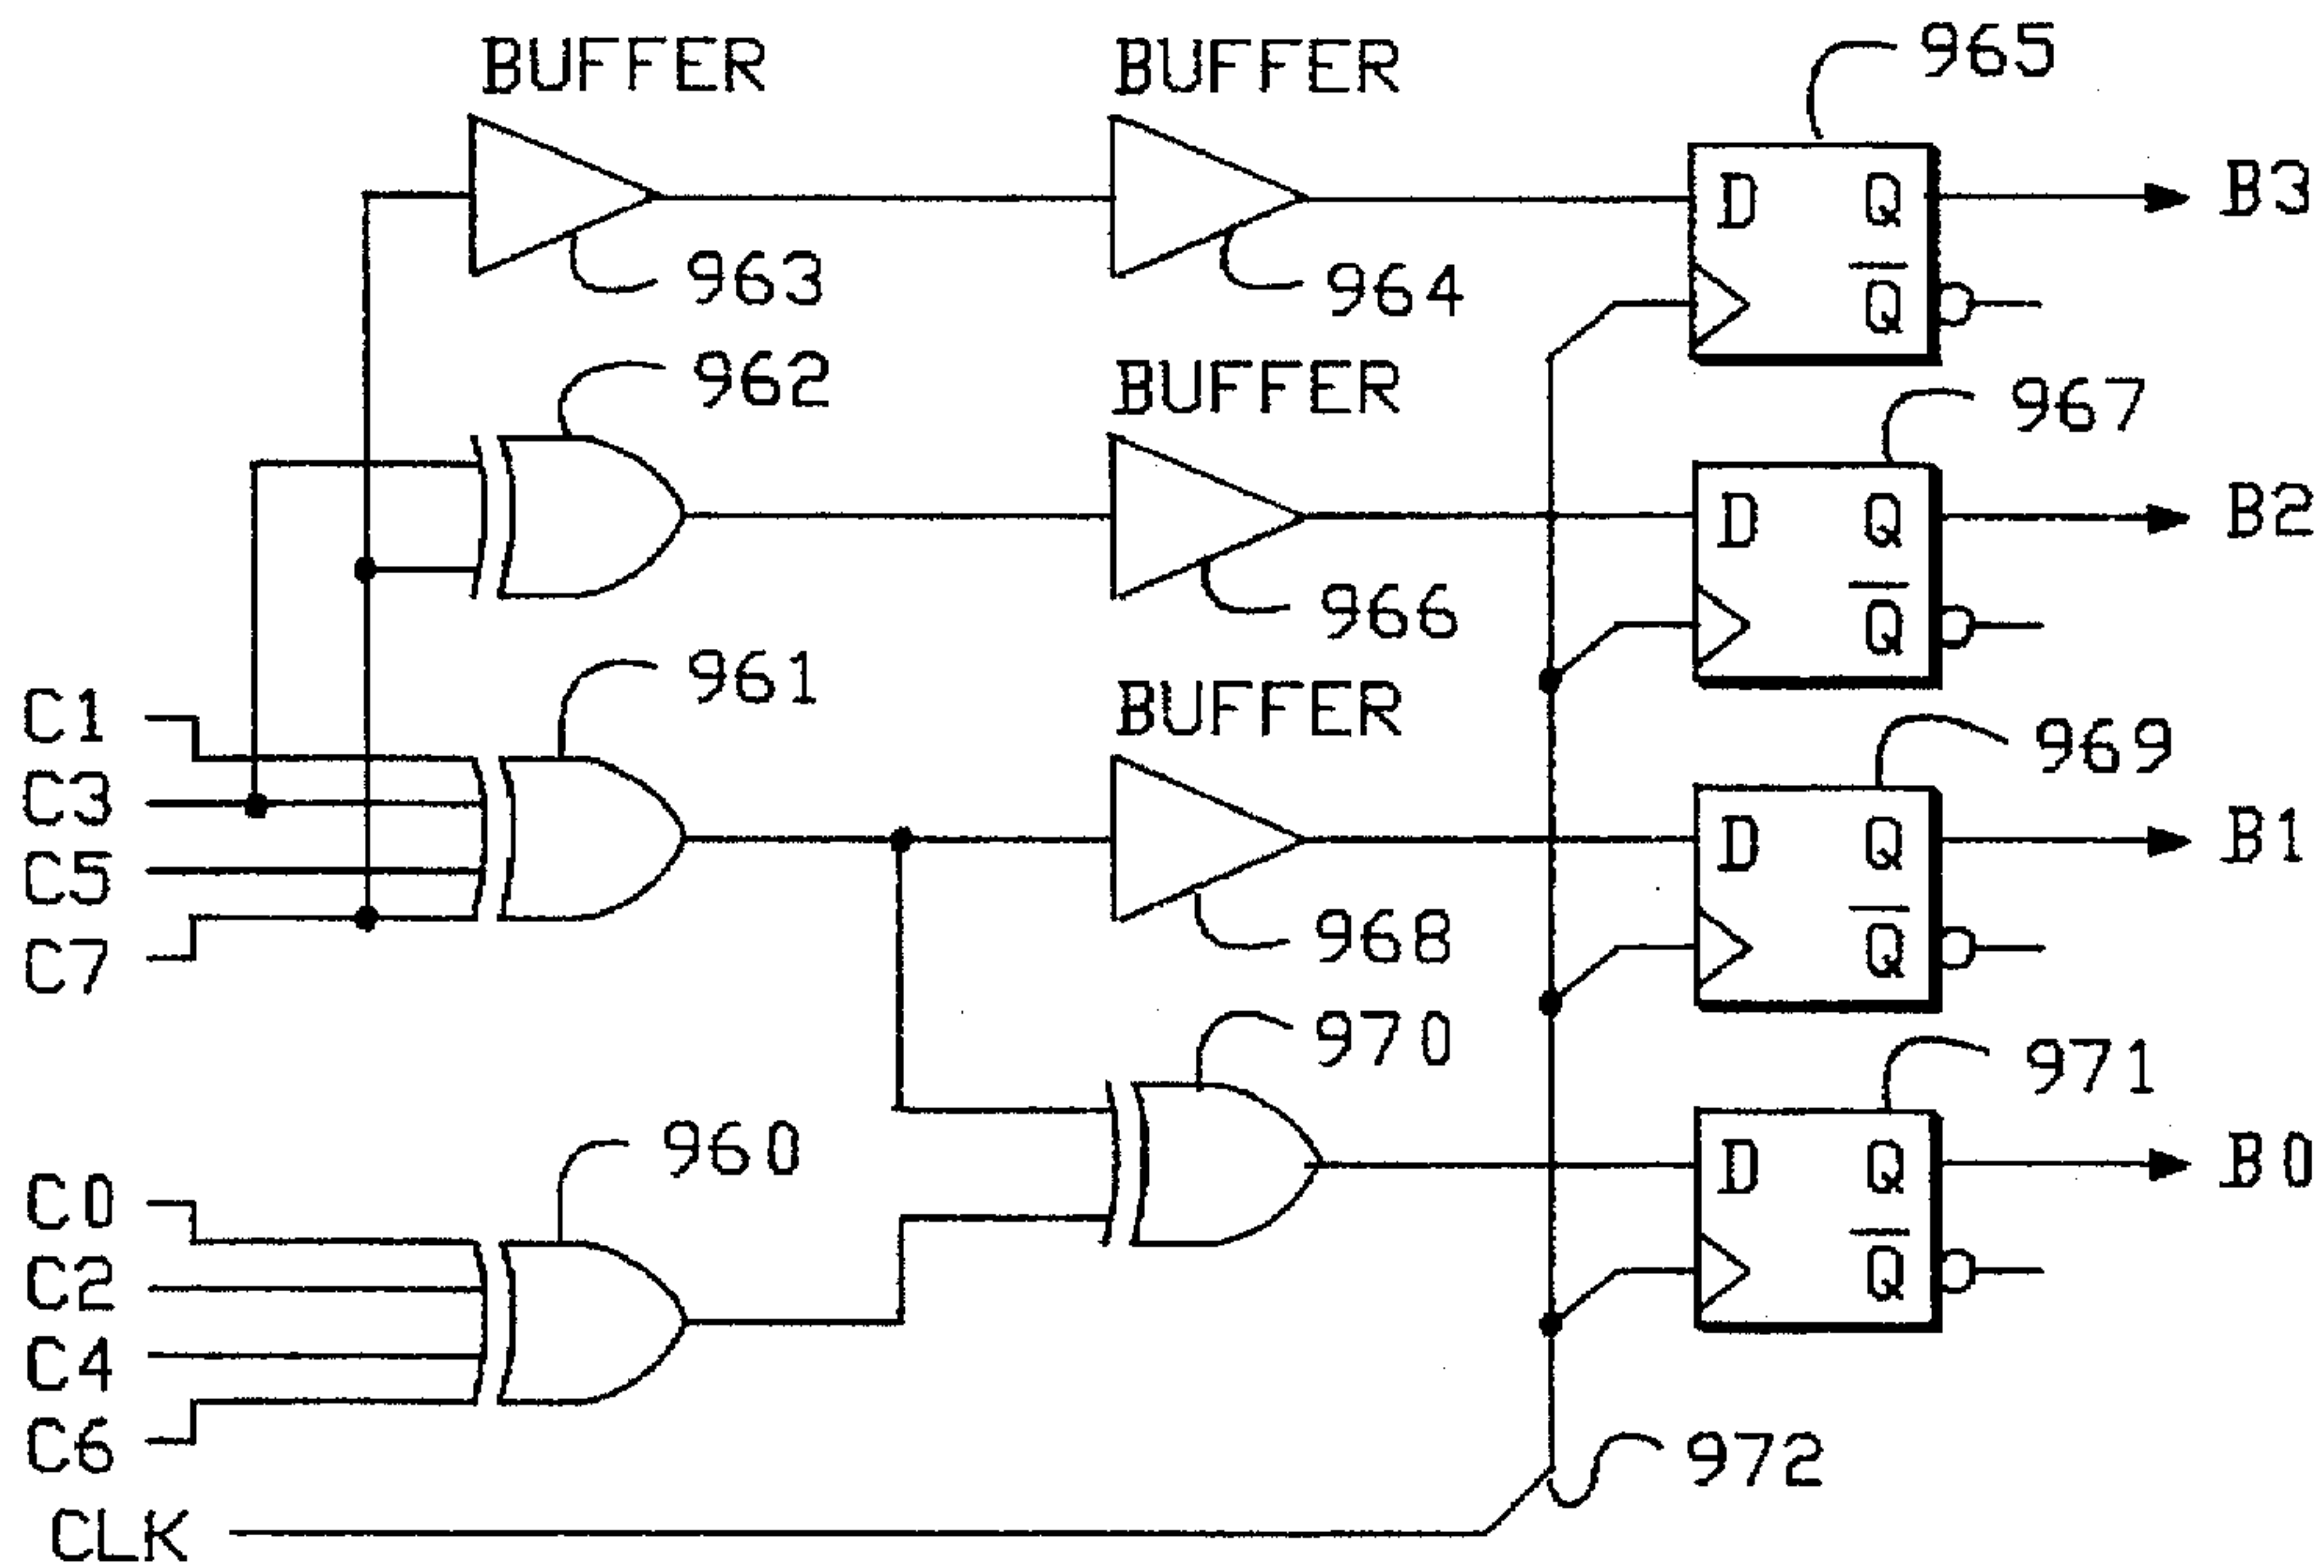 BUFFER BUFFER 965
D Q B3
963 964 Q
962 BUFFER 967
D Q B2
966 Q
961 BUFFER 969
C1
C3 D Q B1
C5
968 Q
C7
970 971
960 D Q B0
C0
C2 Q
C4
C6 972
CLK